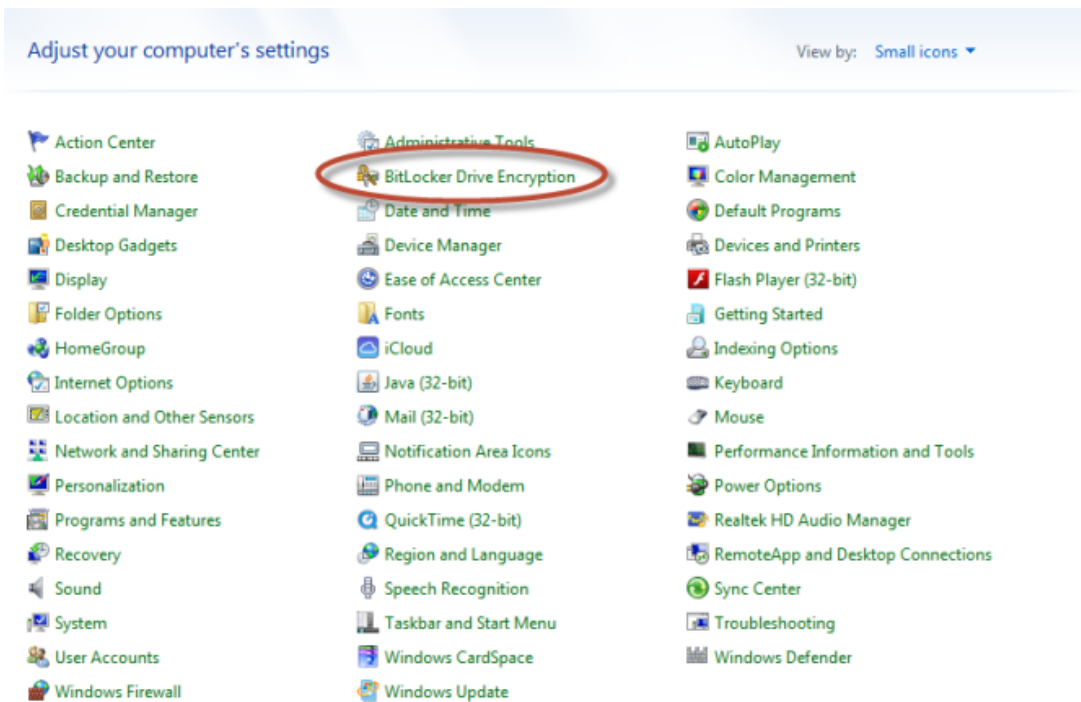 Adjust your computer's settings
View by: Small icons
Action Center
Administrative Tools
AutoPlay
Backup and Restore
BitLocker Drive Encryption
Color Management
Credential Manager
Date and Time
Default Programs
Desktop Gadgets
Device Manager
Devices and Printers
Display
Ease of Access Center
Flash Player (32-bit)
Folder Options
Fonts
Getting Started
HomeGroup
iCloud
Indexing Options
Internet Options
Java (32-bit)
Keyboard
Location and Other Sensors
Mail (32-bit)
Mouse
Network and Sharing Center
Notification Area Icons
Performance Information and Tools
Personalization
Phone and Modem
Power Options
Programs and Features
QuickTime (32-bit)
Realtek HD Audio Manager
Recovery
Region and Language
RemoteApp and Desktop Connections
Sound
Speech Recognition
Sync Center
System
Taskbar and Start Menu
Troubleshooting
User Accounts
Windows CardSpace
Windows Defender
Windows Firewall
Windows Update